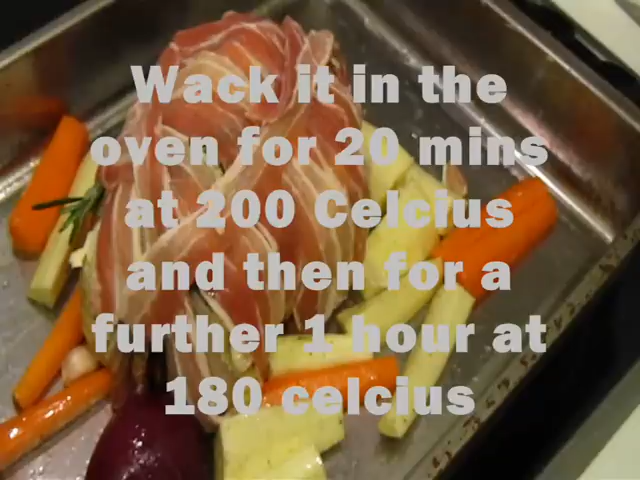 Wack it in the
oven for 20 mins
at 200 Celcius
and then for a
further 1 hour at
180 celcius